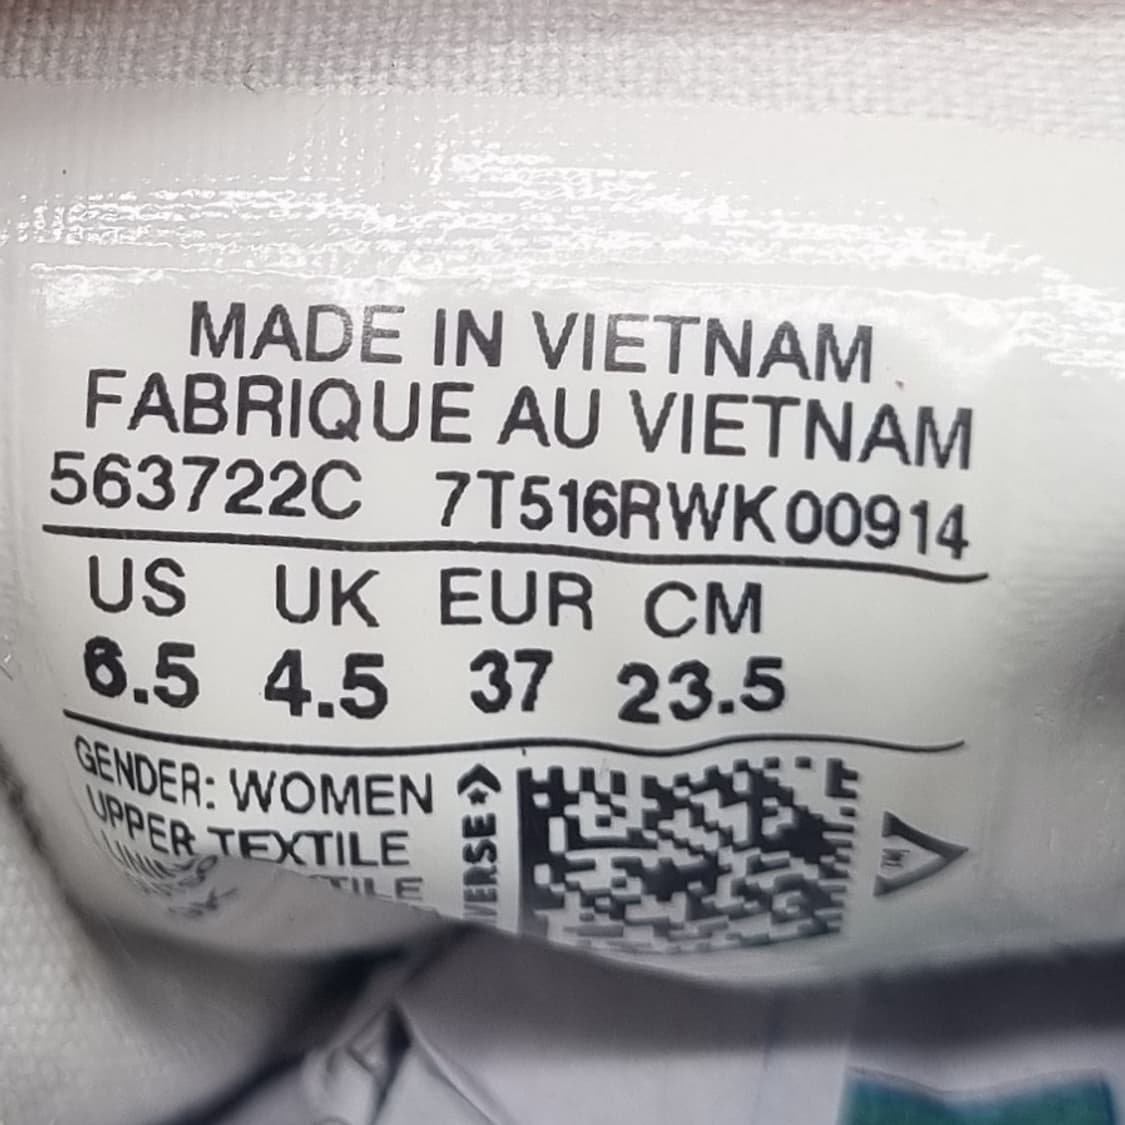 MADE IN VIETNAM
FABRIQUE AU VIETNAM
563722C 7T516RWK00914
US UK EUR CM
6.5 4.5 37 23.5
GENDER: WOMEN
UPPER TEXTILE
VERSE